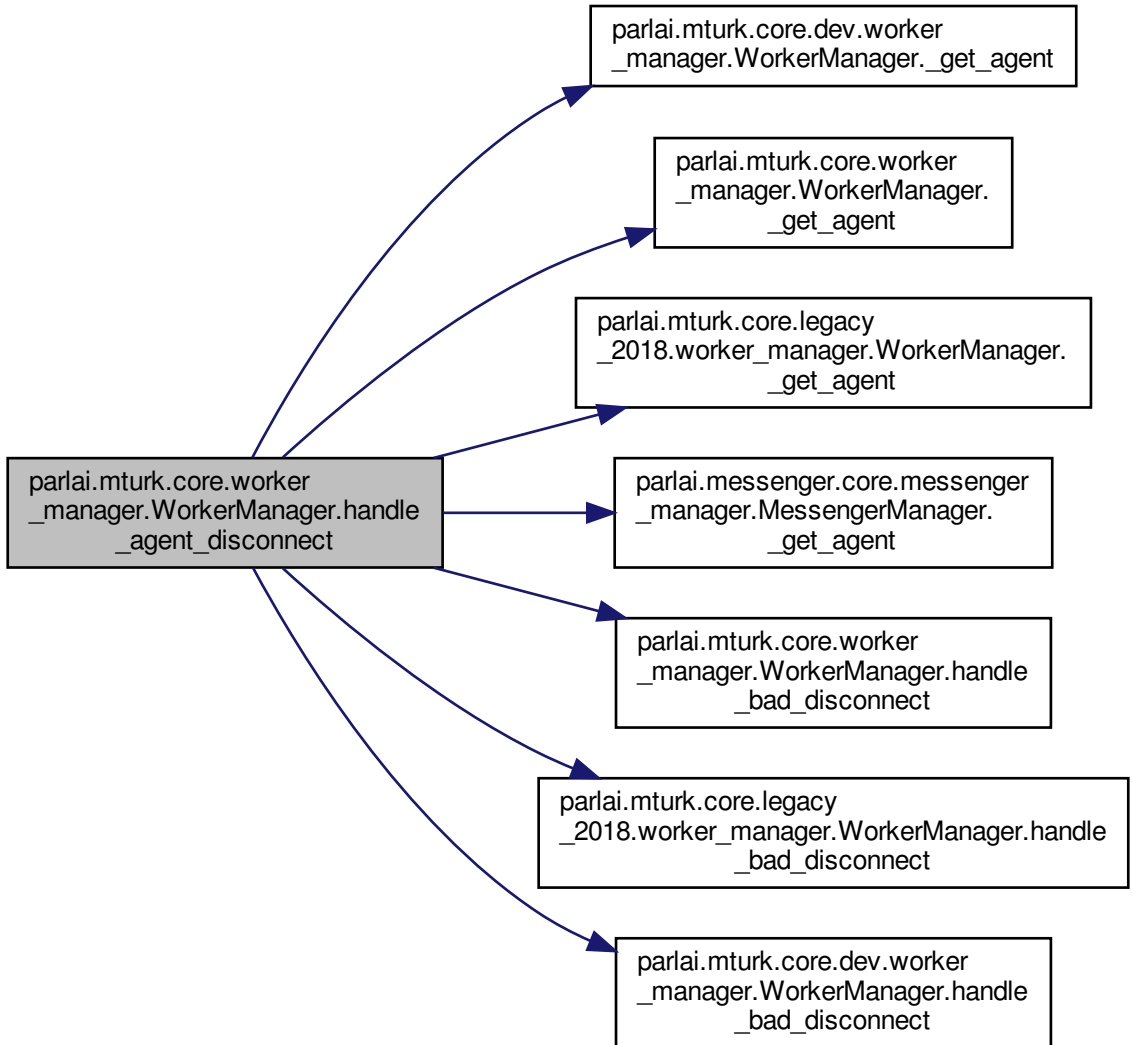 parlai.mturk.core.dev.worker
_manager.WorkerManager._get_agent
parlai.mturk.core.worker
_manager.WorkerManager.
_get_agent
parlai.mturk.core.legacy
_2018.worker_manager.WorkerManager.
_get_agent
parlai.mturk.core.worker
_manager.WorkerManager.handle
_agent_disconnect
parlai.messenger.core.messenger
_manager.MessengerManager.
_get_agent
parlai.mturk.core.worker
_manager.WorkerManager.handle
_bad_disconnect
parlai.mturk.core.legacy
_2018.worker_manager.WorkerManager.handle
_bad_disconnect
parlai.mturk.core.dev.worker
_manager.WorkerManager.handle
_bad_disconnect